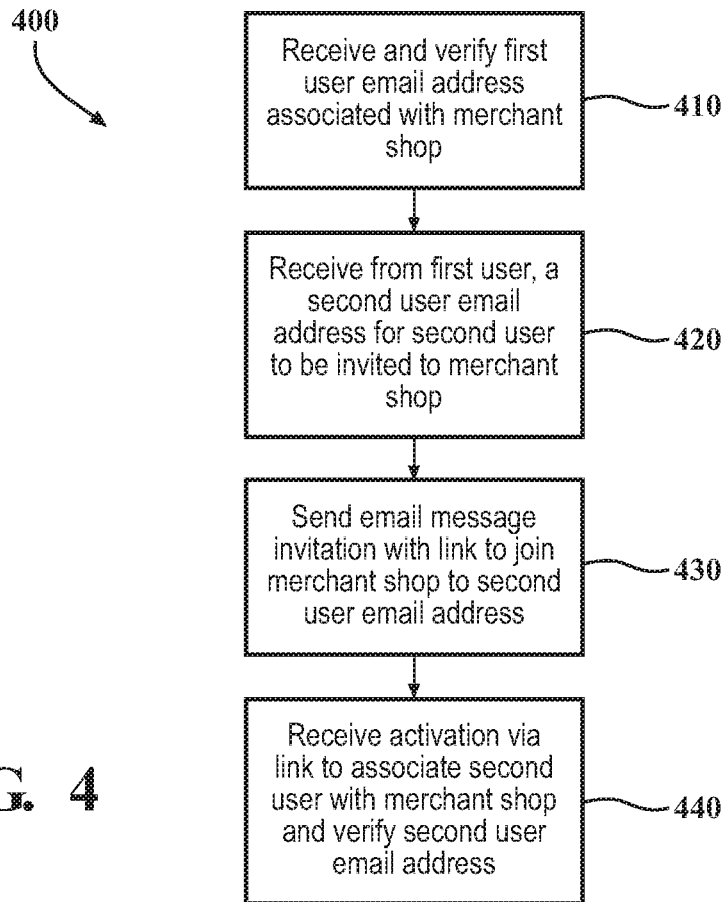 400
Receive and verify first
user email address
associated with merchant
shop
410
Receive from first user, a
second user email
address for second user
to be invited to merchant
shop
420
Send email message
invitation with link to join
merchant shop to second
user email address
430
Receive activation via
link to associate second
user with merchant shop
and verify second user
email address
440
G. 4